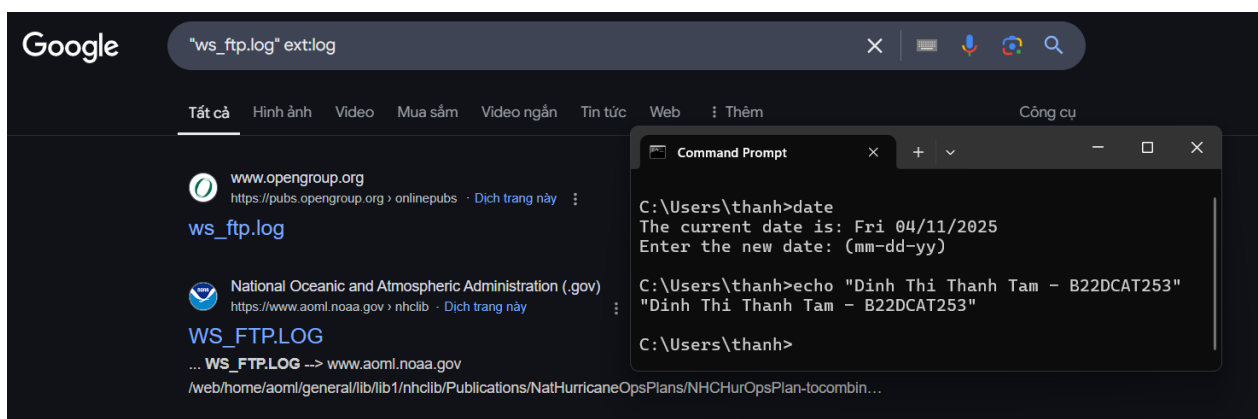 Google
"ws_ftp.log" ext:log
Tất cả Hình ảnh Video Mua sắm Video ngắn Tin tức Web Thêm Công cụ
www.opengroup.org
https://pubs.opengroup.org › onlinepubs · Dịch trang này
ws_ftp.log
National Oceanic and Atmospheric Administration (.gov)
https://www.aoml.noaa.gov › nhclib · Dịch trang này
WS_FTP.LOG
... WS_FTP.LOG --> www.aoml.noaa.gov
/web/home/aoml/general/lib/lib1/nhclib/Publications/NatHurricaneOpsPlans/NHCHurOpsPlan-tocombin…
Command Prompt
C:\Users\thanh>date
The current date is: Fri 04/11/2025
Enter the new date: (mm-dd-yy)
C:\Users\thanh>echo "Dinh Thi Thanh Tam - B22DCAT253"
"Dinh Thi Thanh Tam - B22DCAT253"
C:\Users\thanh>